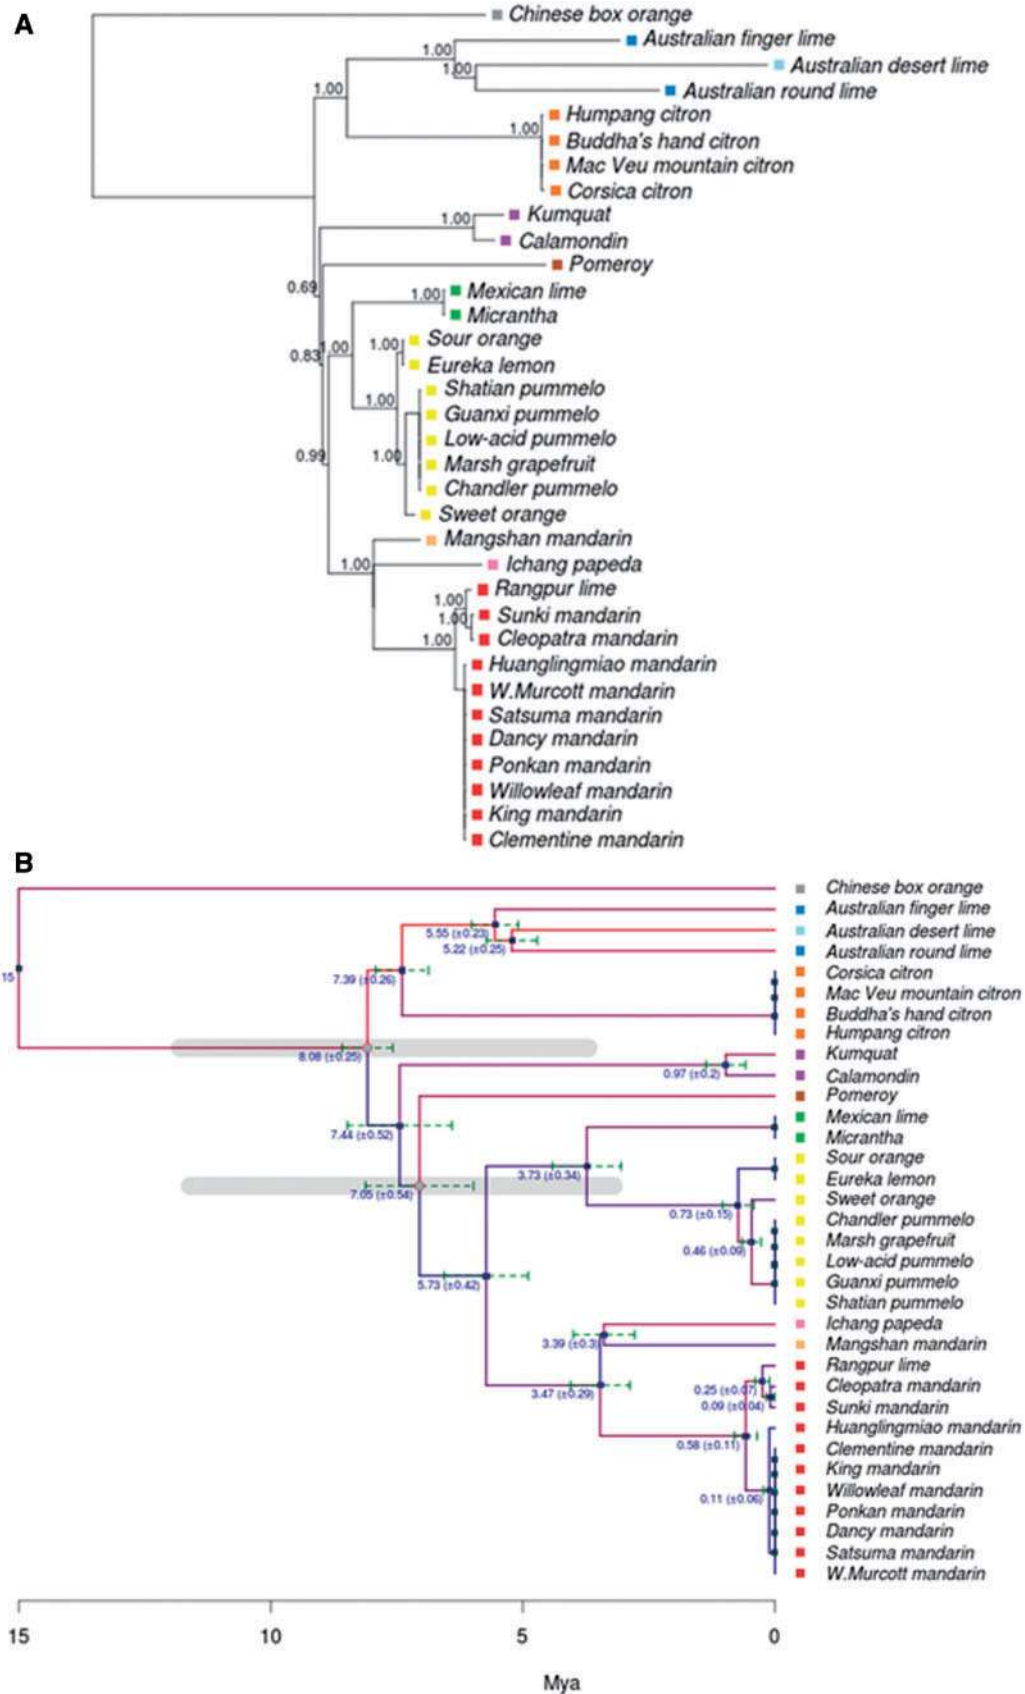 A
Chinese box orange
Australian finger lime
1.00
Australian desert lime
1.00
Australian round lime
1.00
Humpang citron
1.00
Buddha's hand citron
Mac Veu mountain citron
Corsica citron
Kumquat
1.00
Calamondin
Pomeroy
0.69
Mexican lime
1.00
Micrantha
Sour orange
1.00
1.00
0.83
Eureka lemon
Shatian pummelo
1.00
Guanxi pummelo
Low-acid pummelo
0.99
1.00
Marsh grapefruit
Chandler pummelo
Sweet orange
Mangshan mandarin
1.00
Ichang papeda
Rangpur lime
1.00
Sunki mandarin
1.00
Cleopatra mandarin
1.00
Huanglingmiao mandarin
W.Murcott mandarin
Satsuma mandarin
Dancy mandarin
Ponkan mandarin
Willowleaf mandarin
King mandarin
Clementine mandarin
B
Chinese box orange
Australian finger lime
5.55 (±0.23)
Australian desert lime
5.22 (±0.25)
Australian round lime
15
7.39 (±0.26)
Corsica citron
Mac Veu mountain citron
Buddha's hand citron
Humpang citron
8.08 (±0.25)
Kumquat
0.97 (±0.2)
Calamondin
Pomeroy
Mexican lime
7.44 (±0.52)
Micrantha
Sour orange
3.73 (±0.34)
Eureka lemon
7.05 (±0.54)
Sweet orange
0.73 (±0.15)
Chandler pummelo
Marsh grapefruit
0.46 (±0.09)
Low-acid pummelo
5.73 (±0.42)
Guanxi pummelo
Shatian pummelo
Ichang papeda
3.39 (±0.3)
Mangshan mandarin
Rangpur lime
3.47 (±0.29)
0.25 (±0.07)
Cleopatra mandarin
0.09 (±0.04)
Sunki mandarin
Huanglingmiao mandarin
0.58 (±0.11)
Clementine mandarin
King mandarin
Willowleaf mandarin
0.11 (±0.06)
Ponkan mandarin
Dancy mandarin
Satsuma mandarin
W.Murcott mandarin
15
10
5
0
Mya